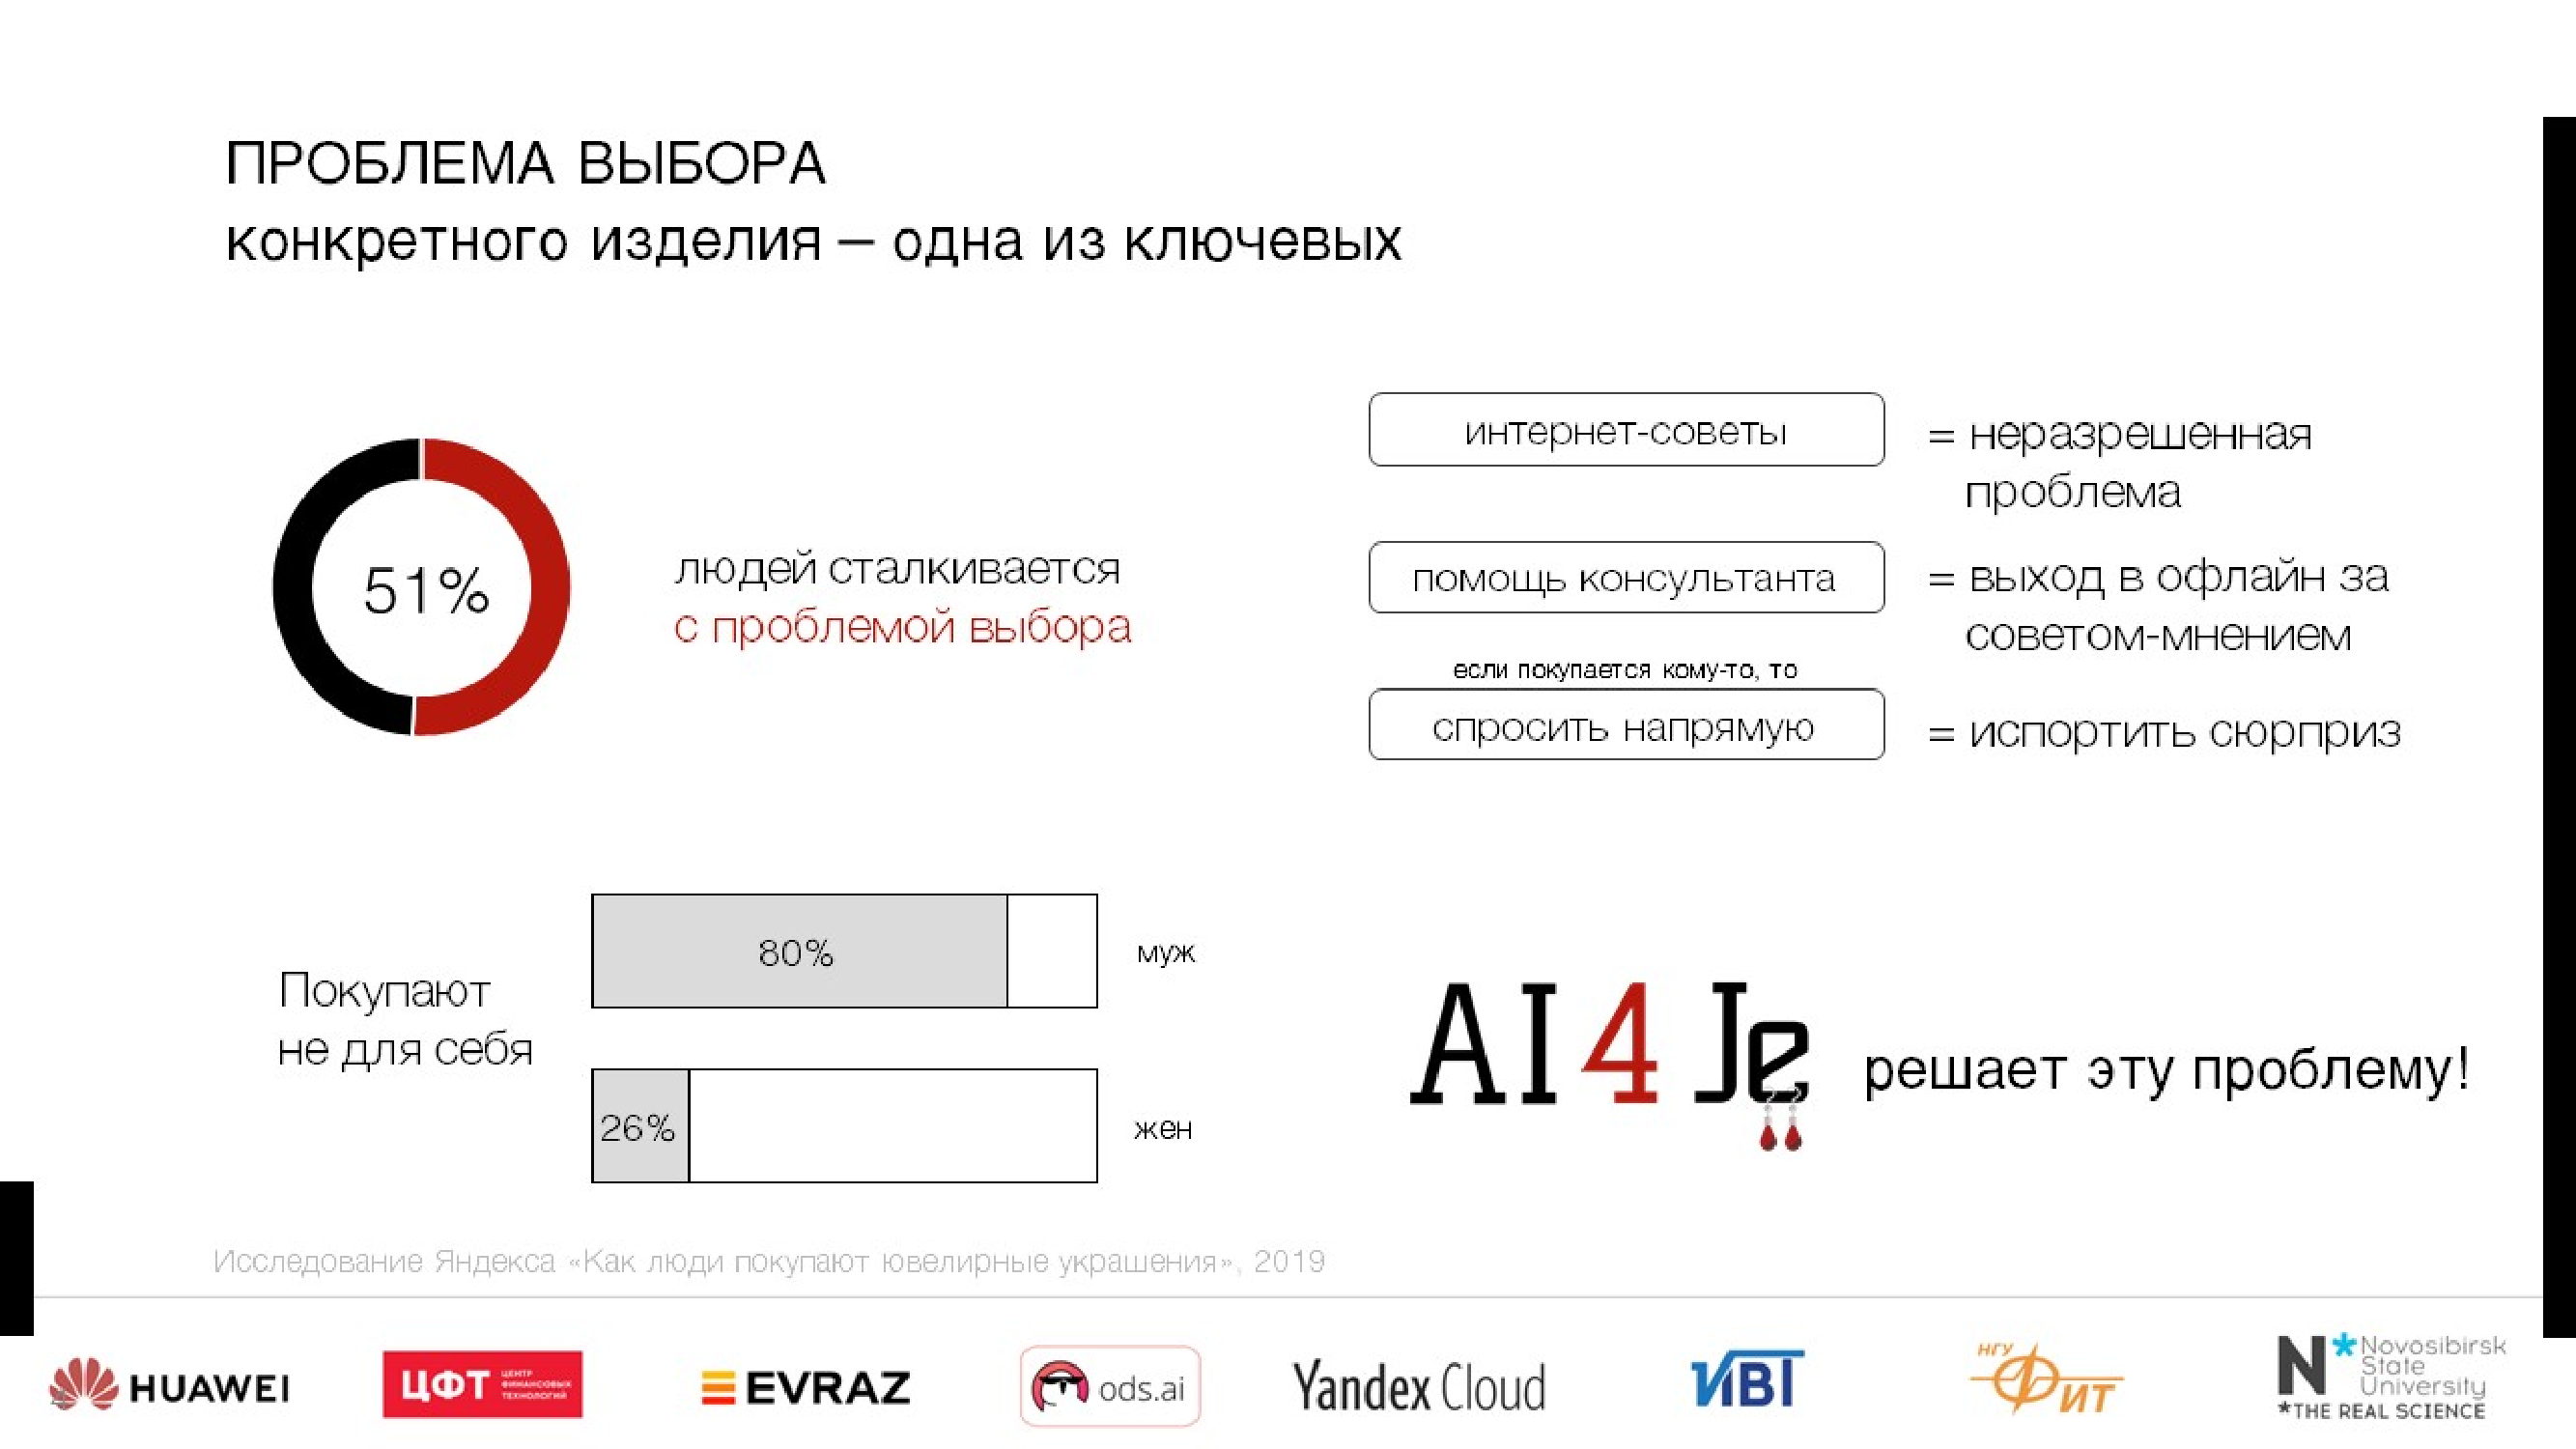 ПРОБЛЕМА ВЫБОРА
конкретного изделия – одна из ключевых
51%
людей сталкивается
с проблемой выбора
интернет-советы
= неразрешенная
проблема
помощь консультанта
= выход в офлайн за
советом-мнением
если покупается кому-то, то
спросить напрямую
= испортить сюрприз
Покупают
не для себя
80%
муж
26%
жен
AI4Je
решает эту проблему!
Исследование Яндекса «Как люди покупают ювелирные украшения», 2019
HUAWEI
ЦФТ
ЦЕНТР
ФИНАНСОВЫХ
ТЕХНОЛОГИЙ
EVRAZ
ods.ai
Yandex Cloud
ИВТ
НГУ
ФИТ
N*
Novosibirsk
State
University
*THE REAL SCIENCE